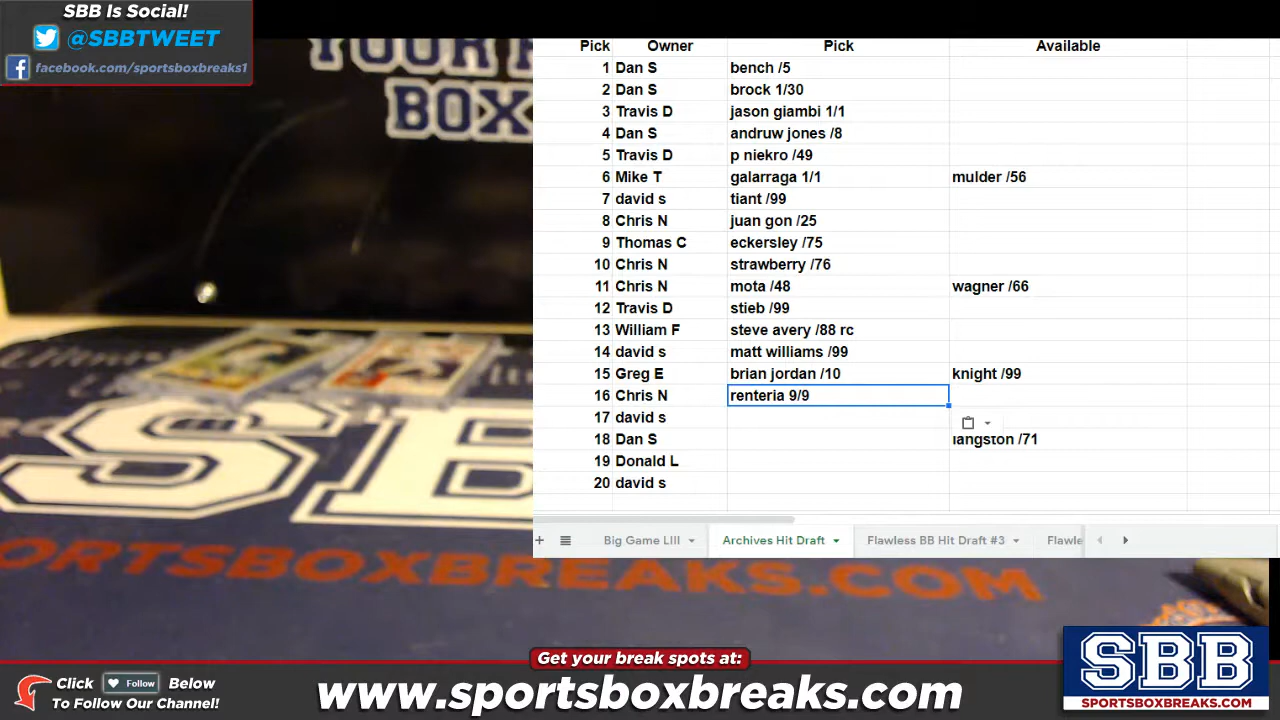 SBB Is Social!
@SBBTWEET
facebook.com/sportsboxbreaks1
BOX
Pick Owner Pick Available
1 Dan S bench /5
2 Dan S brock 1/30
3 Travis D jason giambi 1/1
4 Dan S andruw jones /8
5 Travis D p niekro /49
6 Mike T galarraga 1/1 mulder /56
7 david s tiant /99
8 Chris N juan gon /25
9 Thomas C eckersley /75
10 Chris N strawberry /76
11 Chris N mota /48 wagner /66
12 Travis D stieb /99
13 William F steve avery /88 rc
14 david s matt williams /99
15 Greg E brian jordan /10 knight /99
16 Chris N renteria 9/9
17 david s
18 Dan S langston /71
19 Donald L
20 david s
Big Game LIII Archives Hit Draft Flawless BB Hit Draft #3 Flawle
SPORTSBOXBREAKS.COM
Get your break spots at:
Click Follow Below
To Follow Our Channel!
www.sportsboxbreaks.com
SBB
SPORTSBOXBREAKS.COM